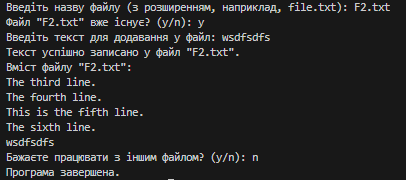 Введіть назву файлу (з розширенням, наприклад, file.txt): F2.txt
Файл "F2.txt" вже існує? (y/n): y
Введіть текст для додавання у файл: wsdfsdfs
Текст успішно записано у файл "F2.txt".
Вміст файлу "F2.txt":
The third line.
The fourth line.
This is the fifth line.
The sixth line.
wsdfsdfs
Бажаєте працювати з іншим файлом? (y/n): n
Програма завершена.